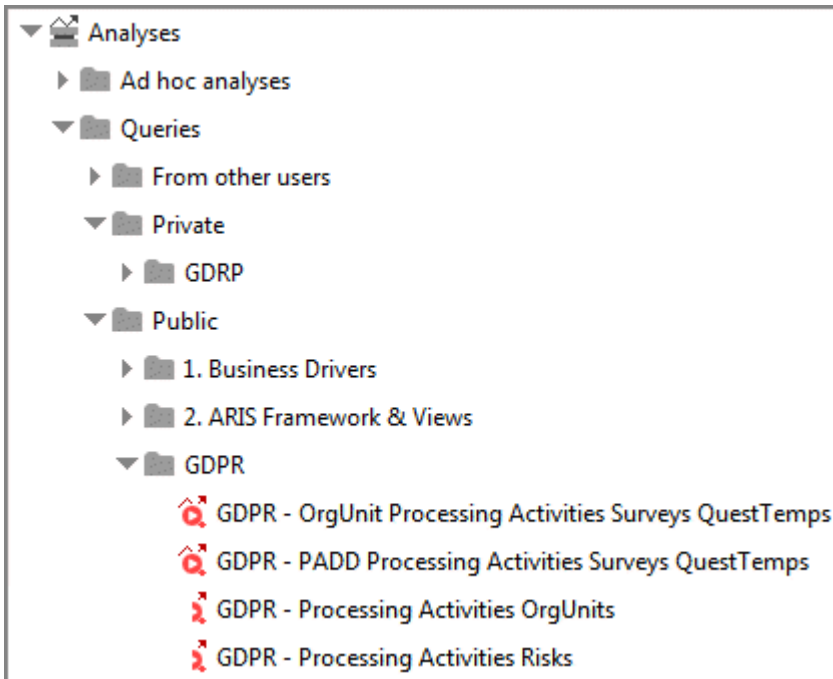 Analyses
Ad hoc analyses
Queries
From other users
Private
GDRP
Public
1. Business Drivers
2. ARIS Framework & Views
GDPR
GDPR - OrgUnit Processing Activities Surveys QuestTemps
GDPR - PADD Processing Activities Surveys QuestTemps
GDPR - Processing Activities OrgUnits
GDPR - Processing Activities Risks